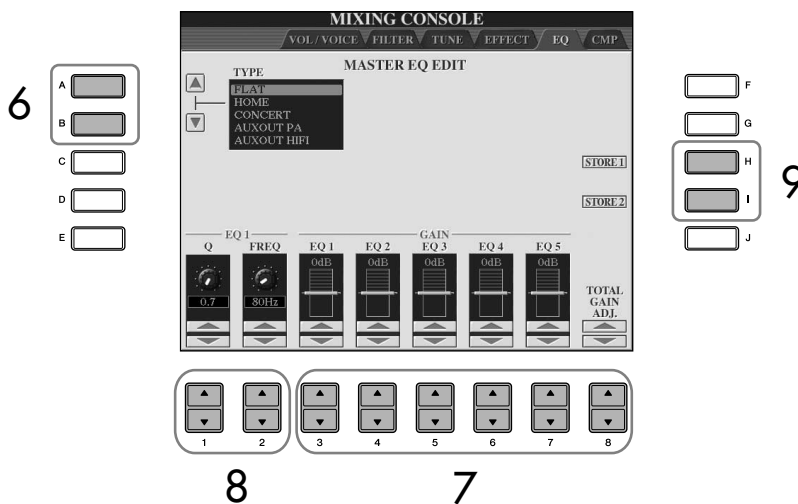 MIXING CONSOLE
VOL / VOICE FILTER TUNE EFFECT EQ CMP
MASTER EQ EDIT
TYPE
FLAT
HOME
CONCERT
AUXOUT PA
AUXOUT HIFI
6
A
B
C
D
E
F
G
H
I
J
9
STORE 1
STORE 2
EQ 1
Q FREQ
0.7 80Hz
GAIN
EQ 1 EQ 2 EQ 3 EQ 4 EQ 5
0dB 0dB 0dB 0dB 0dB
TOTAL
GAIN
ADJ.
1 2 3 4 5 6 7 8
8 7